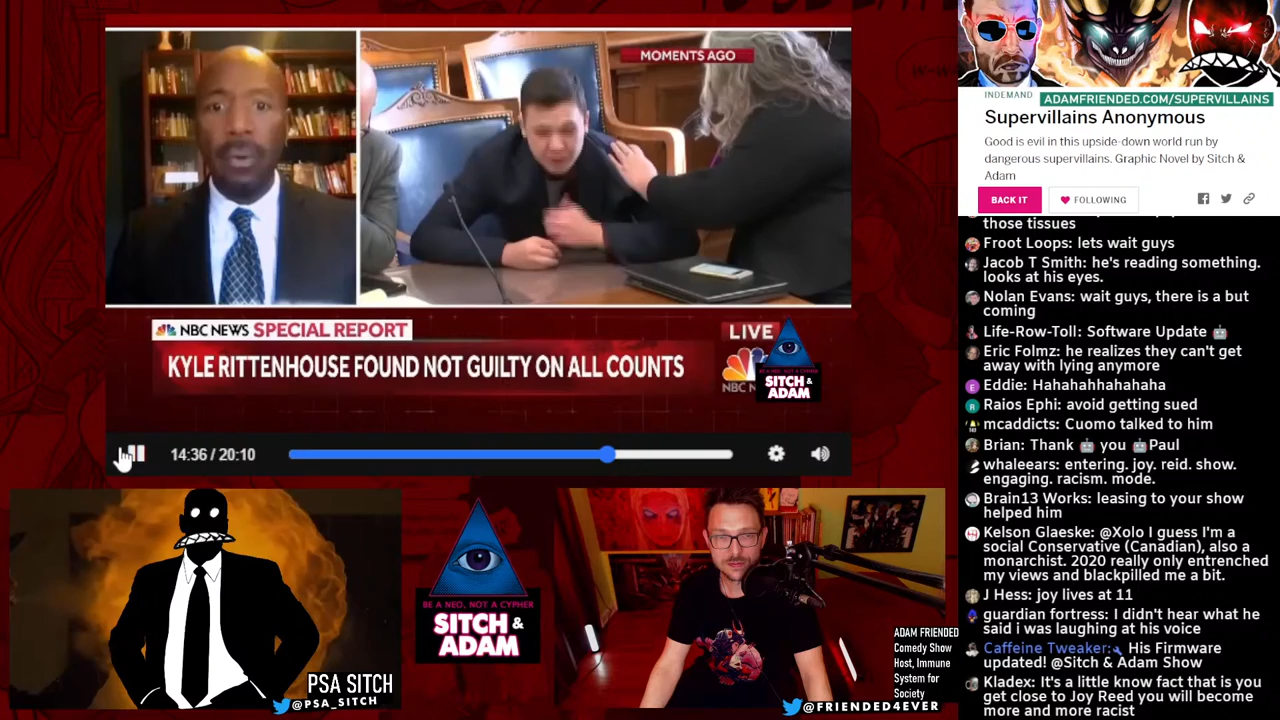 MOMENTS AGO
NBC NEWS SPECIAL REPORT
LIVE
KYLE RITTENHOUSE FOUND NOT GUILTY ON ALL COUNTS
NBC N
BE A NEO, NOT A CYPHER
SITCH &
ADAM
14:36 / 20:10
PSA SITCH
@PSA_SITCH
BE A NEO, NOT A CYPHER
SITCH &
ADAM
ADAM FRIENDED
Comedy Show
Host, Immune
System for
Society
@FRIENDED4EVER
INDEMAND
ADAMFRIENDED.COM/SUPERVILLAINS
Supervillains Anonymous
Good is evil in this upside-down world run by
dangerous supervillains. Graphic Novel by Sitch &
Adam
BACK IT
FOLLOWING
those tissues
Froot Loops: lets wait guys
Jacob T Smith: he's reading something.
looks at his eyes.
Nolan Evans: wait guys, there is a but
coming
Life-Row-Toll: Software Update 🤖
Eric Folmz: he realizes they can't get
away with lying anymore
Eddie: Hahahahhahahaha
Raios Ephi: avoid getting sued
mcaddicts: Cuomo talked to him
Brian: Thank 🤖 you 🤖Paul
whaleears: entering. joy. reid. show.
engaging. racism. mode.
Brain13 Works: leasing to your show
helped him
Kelson Glaeske: @Xolo I guess I'm a
social Conservative (Canadian), also a
monarchist. 2020 really only entrenched
my views and blackpilled me a bit.
J Hess: joy lives at 11
guardian fortress: I didn't hear what he
said i was laughing at his voice
Caffeine Tweaker:🔧 His Firmware
updated! @Sitch & Adam Show
Kladex: It's a little know fact that is you
get close to Joy Reed you will become
more and more racist